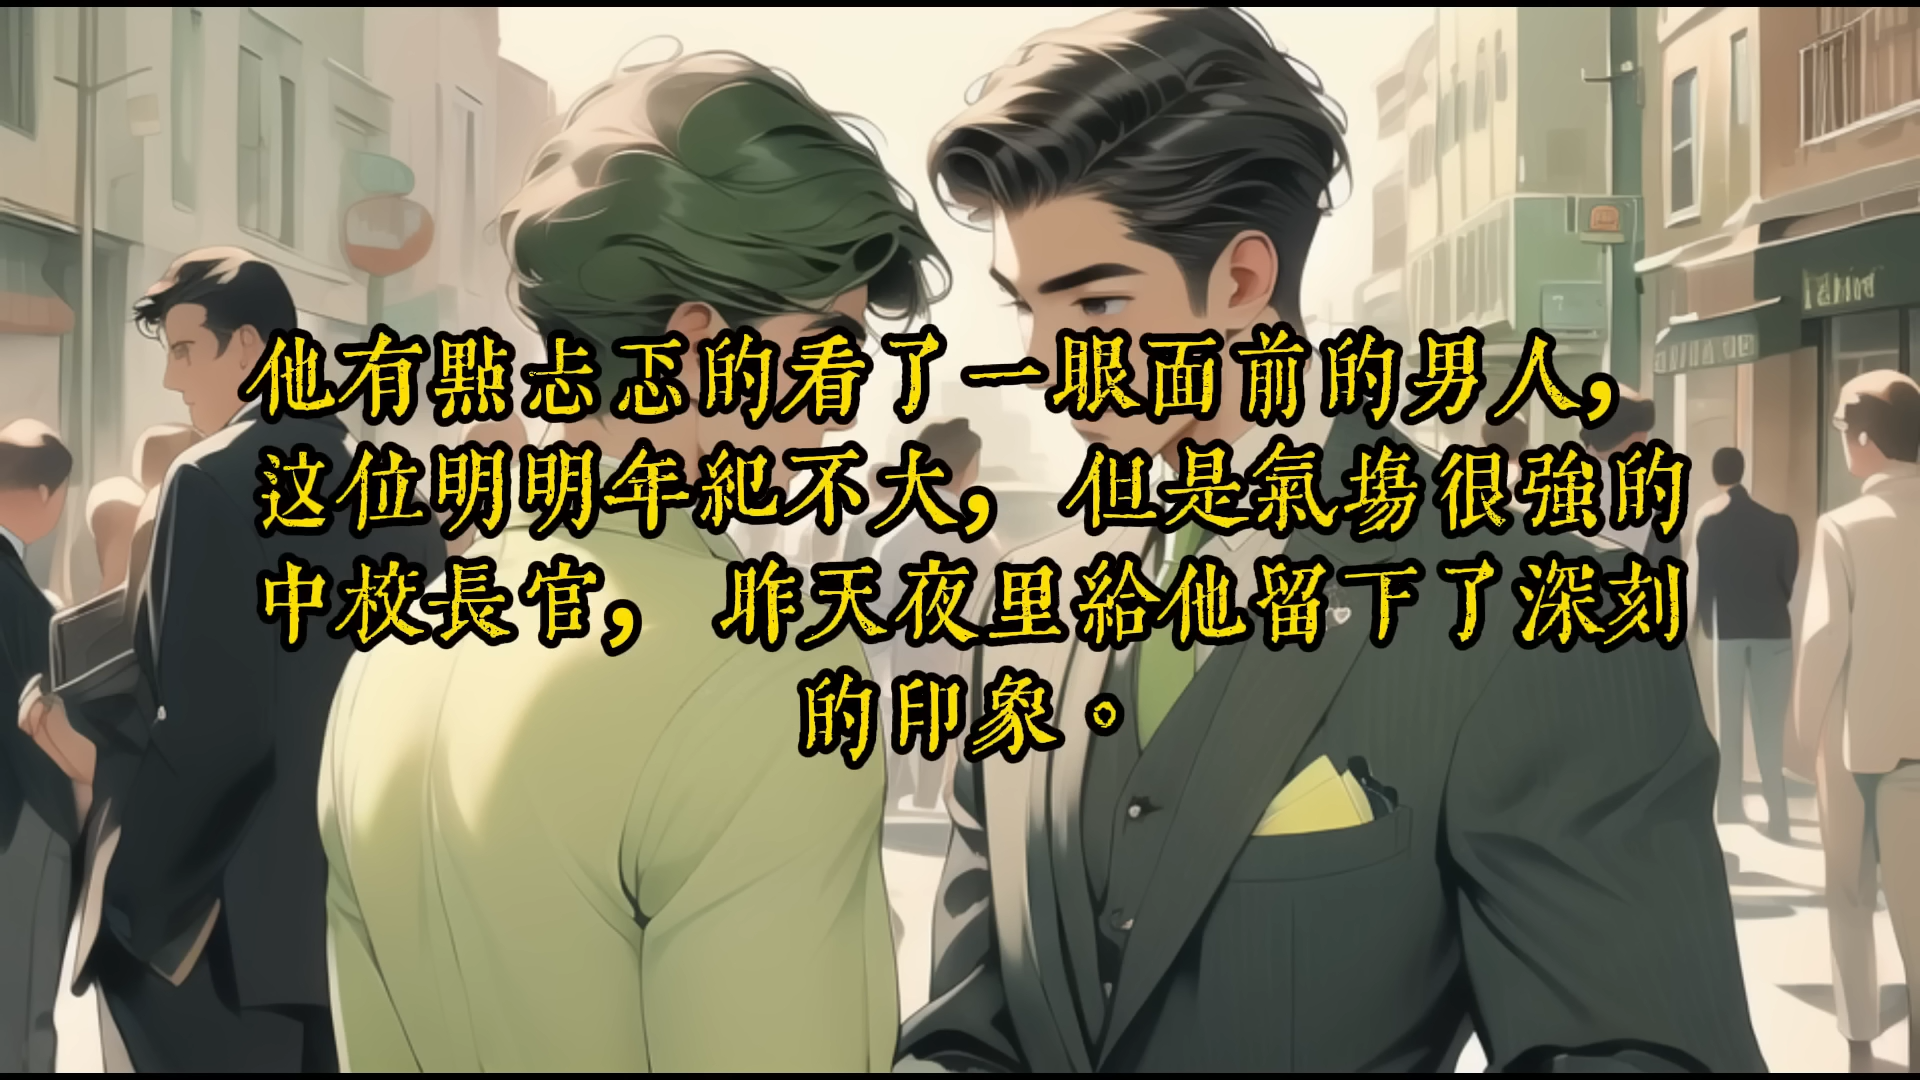 他有點忐忑的看了一眼面前的男人，
这位明明年紀不大，但是氣場很強的
中校長官，昨天夜里給他留下了深刻
的印象。